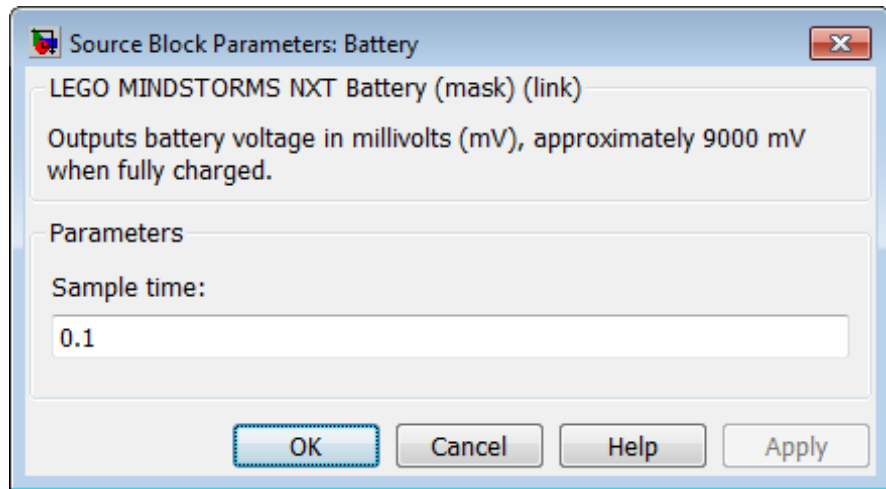 Source Block Parameters: Battery
LEGO MINDSTORMS NXT Battery (mask) (link)
Outputs battery voltage in millivolts (mV), approximately 9000 mV
when fully charged.
Parameters
Sample time:
0.1
OK Cancel Help Apply